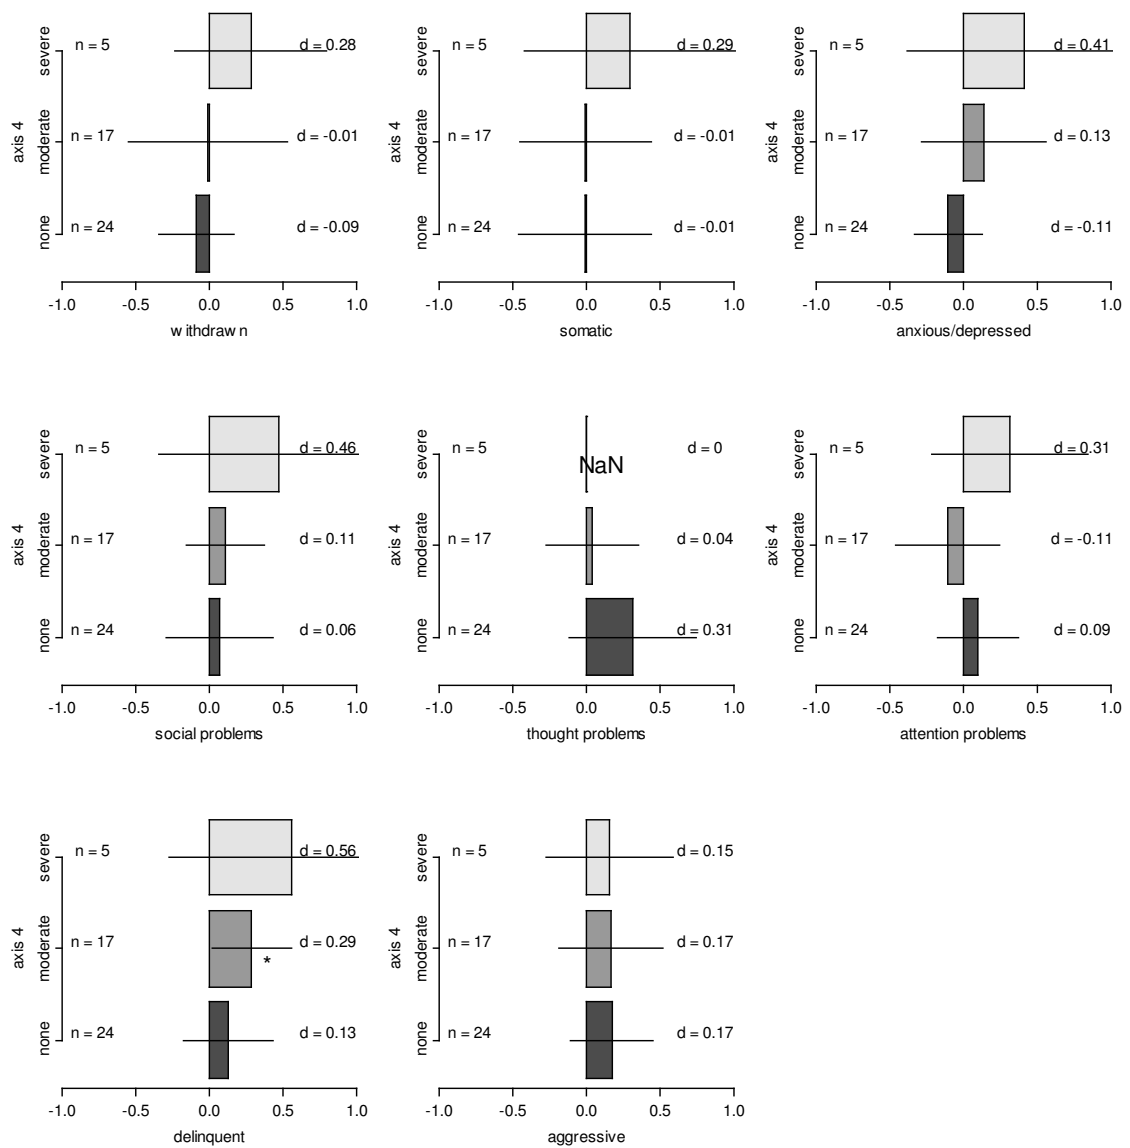 severe n = 5 d = 0.28
axis 4 moderate n = 17 d = -0.01
none n = 24 d = -0.09
-1.0 -0.5 0.0 0.5 1.0
withdrawn
severe n = 5 d = 0.29
axis 4 moderate n = 17 d = -0.01
none n = 24 d = -0.01
-1.0 -0.5 0.0 0.5 1.0
somatic
severe n = 5 d = 0.41
axis 4 moderate n = 17 d = 0.13
none n = 24 d = -0.11
-1.0 -0.5 0.0 0.5 1.0
anxious/depressed
severe n = 5 d = 0.46
axis 4 moderate n = 17 d = 0.11
none n = 24 d = 0.06
-1.0 -0.5 0.0 0.5 1.0
social problems
severe n = 5 d = 0
NaN
axis 4 moderate n = 17 d = 0.04
none n = 24 d = 0.31
-1.0 -0.5 0.0 0.5 1.0
thought problems
severe n = 5 d = 0.31
axis 4 moderate n = 17 d = -0.11
none n = 24 d = 0.09
-1.0 -0.5 0.0 0.5 1.0
attention problems
severe n = 5 d = 0.56
axis 4 moderate n = 17 d = 0.29
*
none n = 24 d = 0.13
-1.0 -0.5 0.0 0.5 1.0
delinquent
severe n = 5 d = 0.15
axis 4 moderate n = 17 d = 0.17
none n = 24 d = 0.17
-1.0 -0.5 0.0 0.5 1.0
aggressive